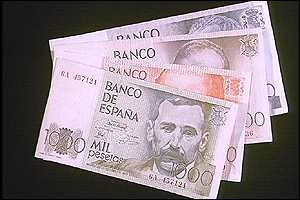 BANCO
BANCO
BANCO
6A 457121
BANCO
DE
ESPAÑA
1000
MIL
Pesetas
1000
6A 457121